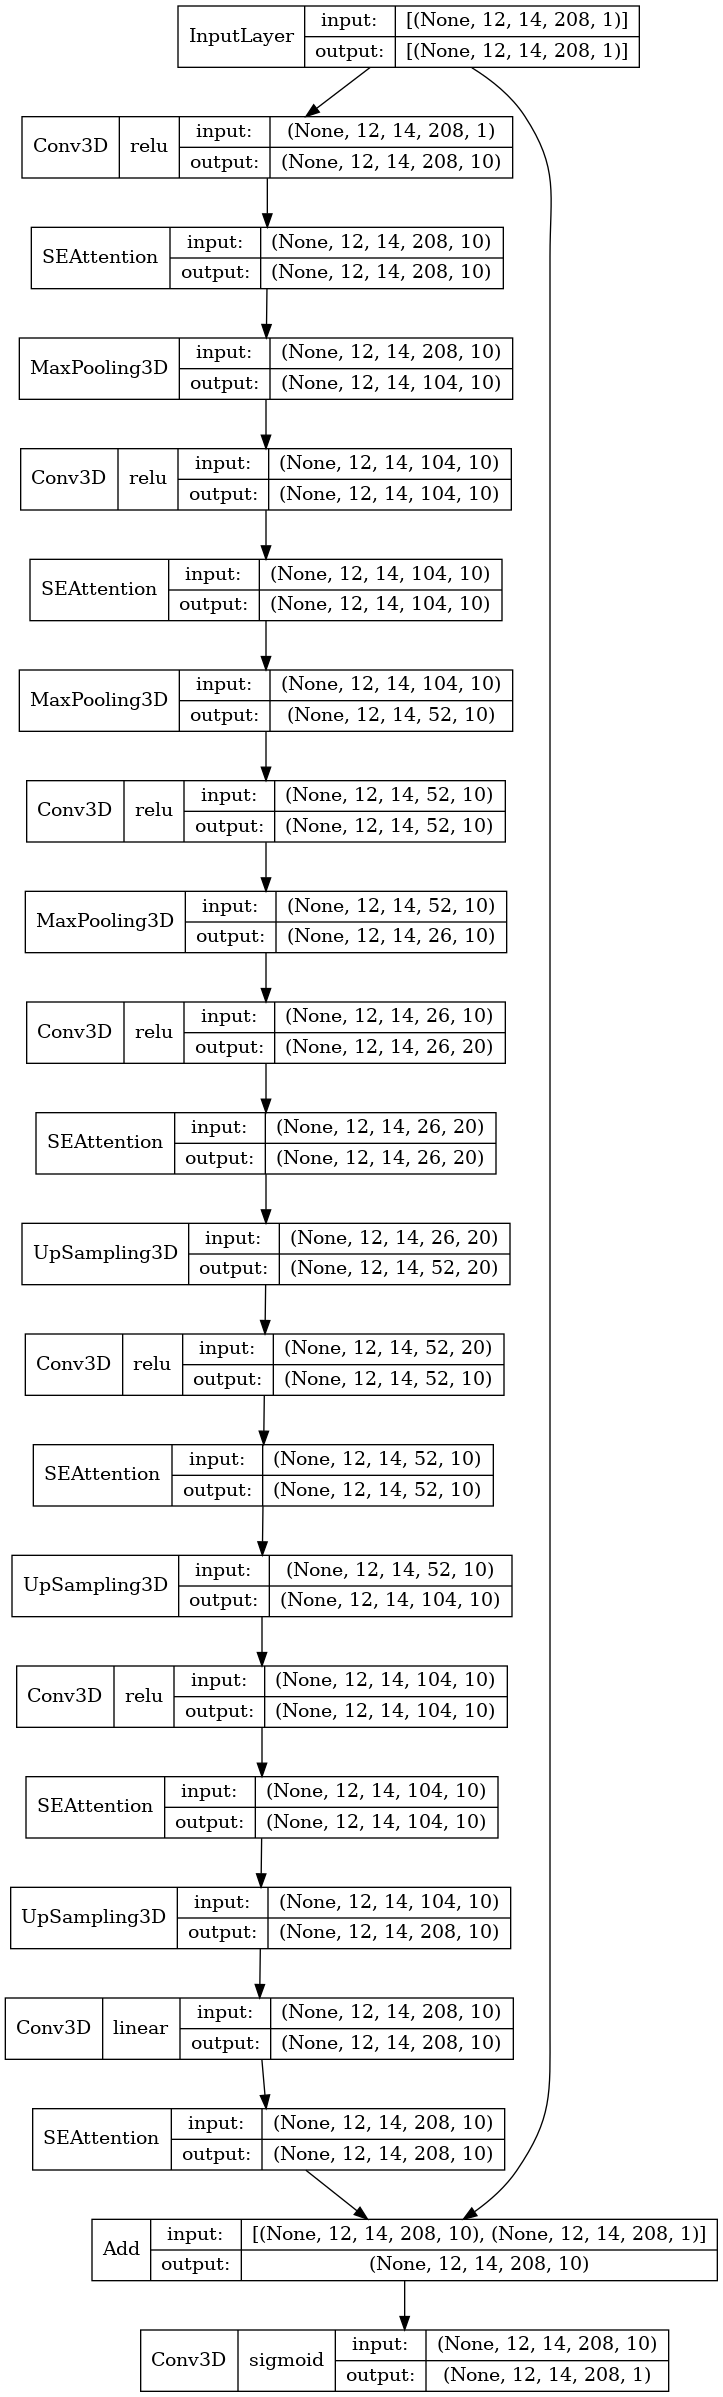 InputLayer input: [(None, 12, 14, 208, 1)]
output: [(None, 12, 14, 208, 1)]
Conv3D relu input: (None, 12, 14, 208, 1)
output: (None, 12, 14, 208, 10)
SEAttention input: (None, 12, 14, 208, 10)
output: (None, 12, 14, 208, 10)
MaxPooling3D input: (None, 12, 14, 208, 10)
output: (None, 12, 14, 104, 10)
Conv3D relu input: (None, 12, 14, 104, 10)
output: (None, 12, 14, 104, 10)
SEAttention input: (None, 12, 14, 104, 10)
output: (None, 12, 14, 104, 10)
MaxPooling3D input: (None, 12, 14, 104, 10)
output: (None, 12, 14, 52, 10)
Conv3D relu input: (None, 12, 14, 52, 10)
output: (None, 12, 14, 52, 10)
MaxPooling3D input: (None, 12, 14, 52, 10)
output: (None, 12, 14, 26, 10)
Conv3D relu input: (None, 12, 14, 26, 10)
output: (None, 12, 14, 26, 20)
SEAttention input: (None, 12, 14, 26, 20)
output: (None, 12, 14, 26, 20)
UpSampling3D input: (None, 12, 14, 26, 20)
output: (None, 12, 14, 52, 20)
Conv3D relu input: (None, 12, 14, 52, 20)
output: (None, 12, 14, 52, 10)
SEAttention input: (None, 12, 14, 52, 10)
output: (None, 12, 14, 52, 10)
UpSampling3D input: (None, 12, 14, 52, 10)
output: (None, 12, 14, 104, 10)
Conv3D relu input: (None, 12, 14, 104, 10)
output: (None, 12, 14, 104, 10)
SEAttention input: (None, 12, 14, 104, 10)
output: (None, 12, 14, 104, 10)
UpSampling3D input: (None, 12, 14, 104, 10)
output: (None, 12, 14, 208, 10)
Conv3D linear input: (None, 12, 14, 208, 10)
output: (None, 12, 14, 208, 10)
SEAttention input: (None, 12, 14, 208, 10)
output: (None, 12, 14, 208, 10)
Add input: [(None, 12, 14, 208, 10), (None, 12, 14, 208, 1)]
output: (None, 12, 14, 208, 10)
Conv3D sigmoid input: (None, 12, 14, 208, 10)
output: (None, 12, 14, 208, 1)